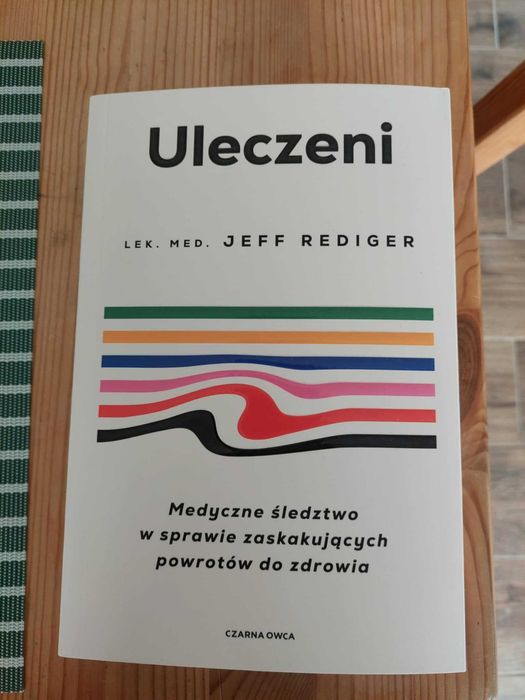 Uleczeni
LEK. MED. JEFF REDIGER
Medyczne śledztwo
w sprawie zaskakujących
powrotów do zdrowia
CZARNA OWCA